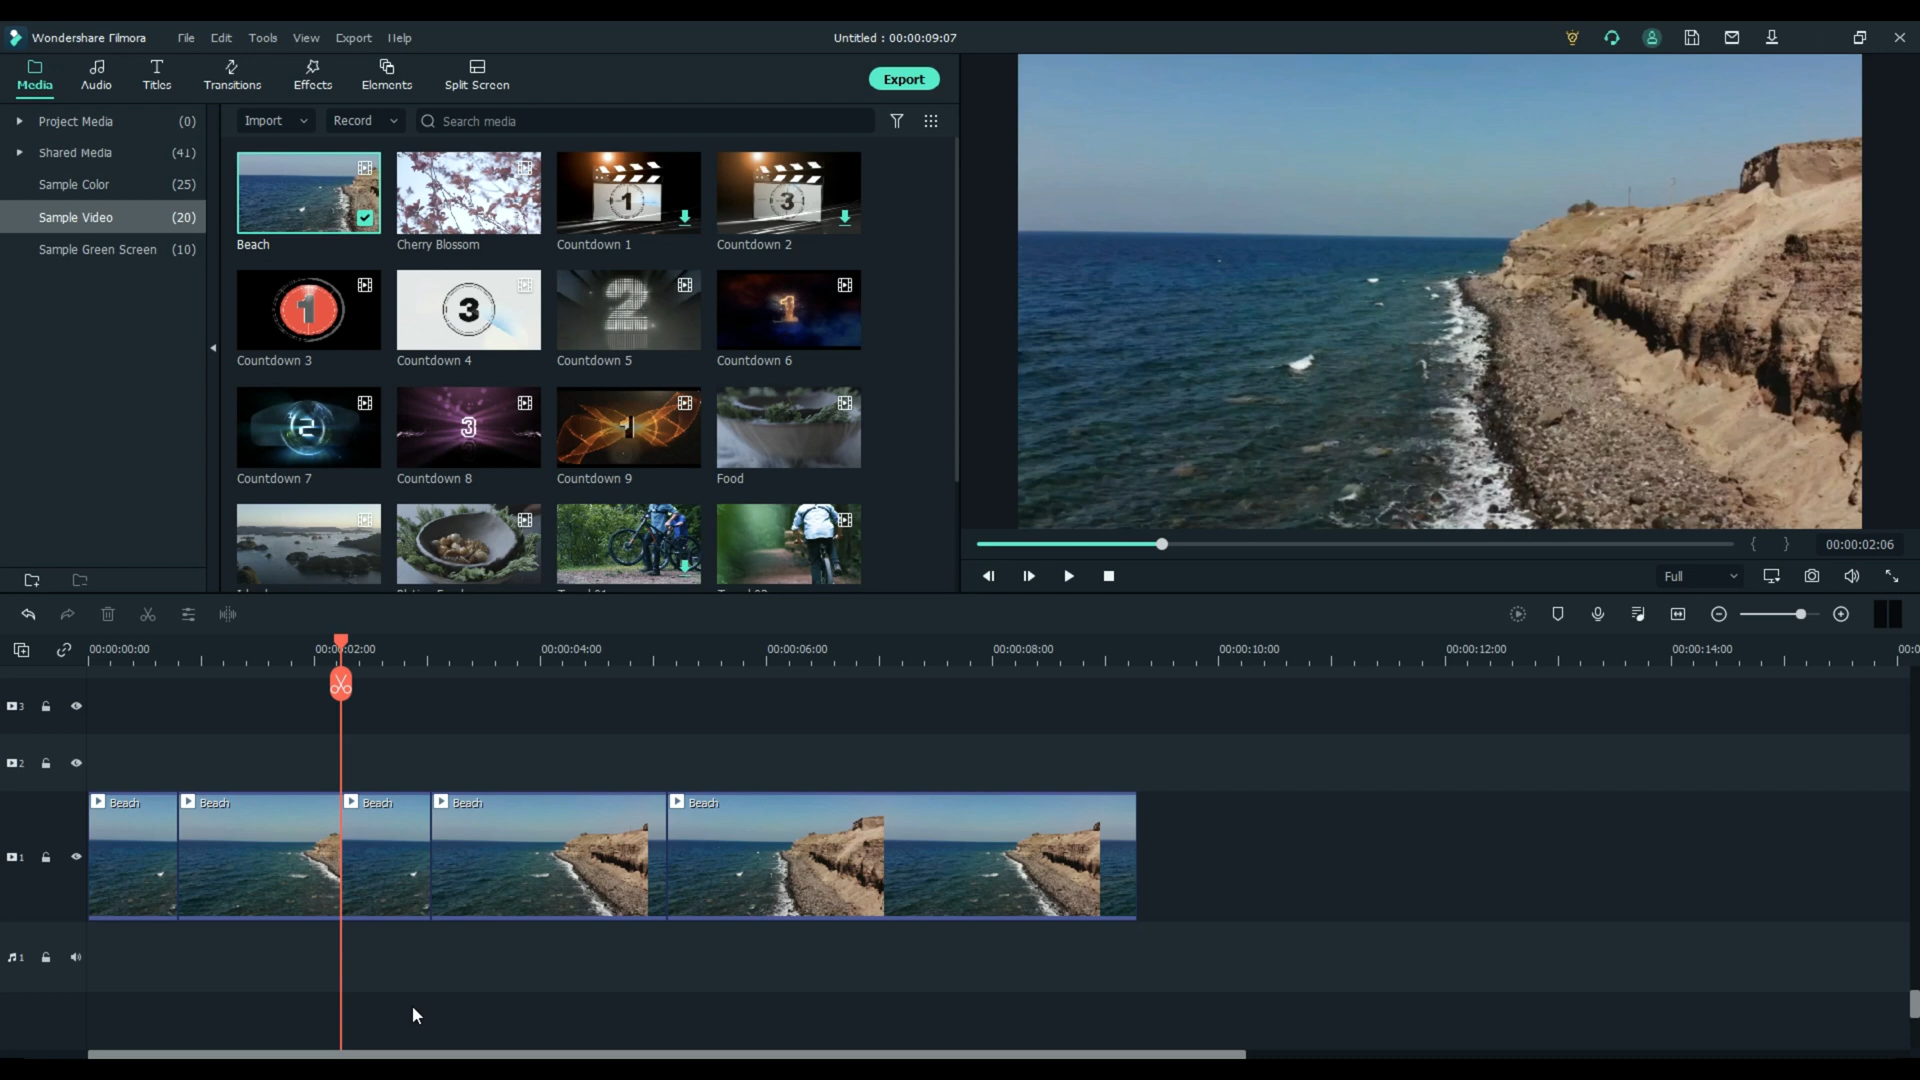 Wondershare Filmora File Edit Tools View Export Help Untitled : 00:00:09:07
Media Audio Titles Transitions Effects Elements Split Screen Export
Project Media (0)
Shared Media (41)
Sample Color (25)
Sample Video (20)
Sample Green Screen (10)
Import Record Search media
Beach Cherry Blossom Countdown 1 Countdown 2
Countdown 3 Countdown 4 Countdown 5 Countdown 6
Countdown 7 Countdown 8 Countdown 9 Food
00:00:02:06
Full
00:00:00:00 00:00:02:00 00:00:04:00 00:00:06:00 00:00:08:00 00:00:10:00 00:00:12:00 00:00:14:00
3
2
Beach Beach Beach Beach Beach
1
1